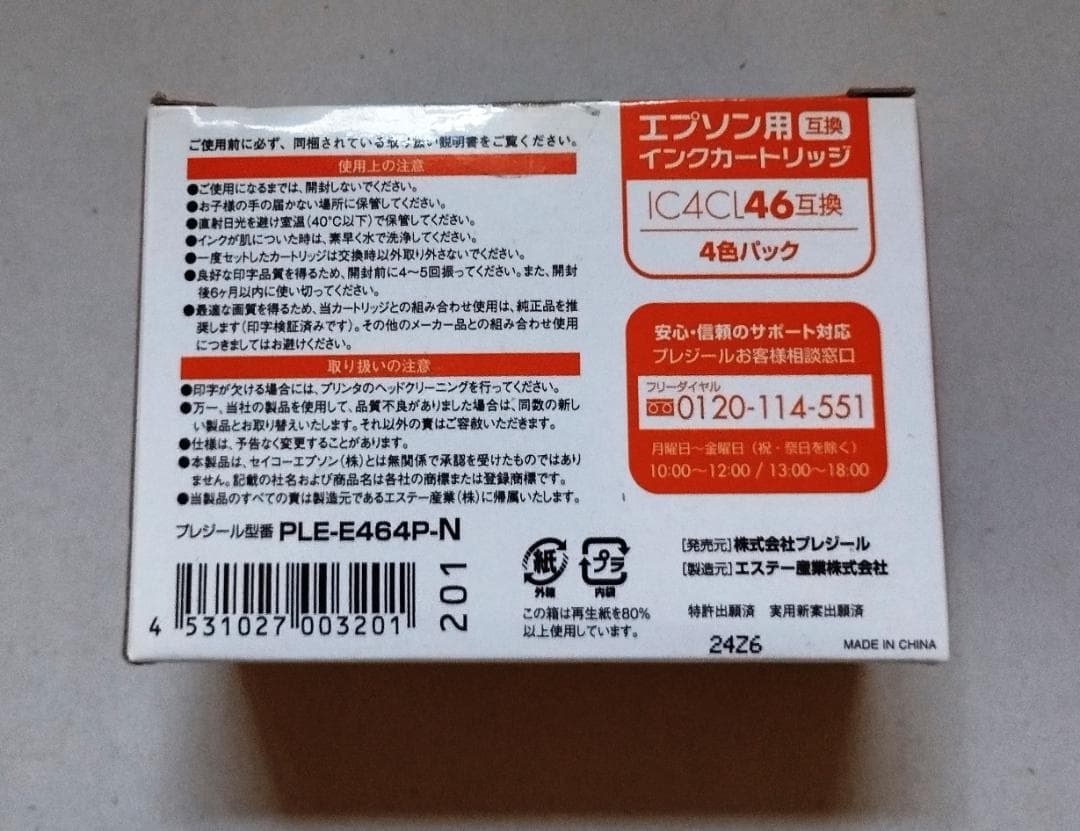 ご使用前に必ず、同梱されている取り扱い説明書をご覧ください。
使用上の注意
●ご使用になるまでは、開封しないでください。
●お子様の手の届かない場所に保管してください。
●直射日光を避け室温(40℃以下)で保管してください。
●インクが肌についた時は、素早く水で洗浄してください。
●一度セットしたカートリッジは交換時以外取り外さないでください。
●良好な印字品質を得るため、開封前に4〜5回振ってください。また、開封
後6ヶ月以内に使い切ってください。
●最適な画質を得るため、当カートリッジとの組み合わせ使用は、純正品を推
奨します(印字検証済みです)。その他のメーカー品との組み合わせ使用
につきましてはお避けください。
取り扱いの注意
●印字が欠ける場合には、プリンタのヘッドクリーニングを行ってください。
●万一、当社の製品を使用して、品質不良がありました場合は、同数の新し
い製品とお取り替えいたします。それ以外の責はご容赦いただきます。
●仕様は、予告なく変更することがあります。
●本製品は、セイコーエプソン(株)とは無関係で承認を受けたものではあり
ません。記載の社名および商品名は各社の商標または登録商標です。
●当製品のすべての責は製造元であるエステー産業(株)に帰属いたします。
プレジール型番 PLE-E464P-N
4 531027 003201
201
エプソン用 互換
インクカートリッジ
IC4CL46互換
4色パック
安心・信頼のサポート対応
プレジールお客様相談窓口
フリーダイヤル
0120-114-551
月曜日〜金曜日(祝・祭日を除く)
10:00〜12:00 / 13:00〜18:00
紙
外箱
プラ
内袋
この箱は再生紙を80%
以上使用しています。
[発売元]株式会社プレジール
[製造元]エステー産業株式会社
特許出願済 実用新案出願済
24Z6
MADE IN CHINA